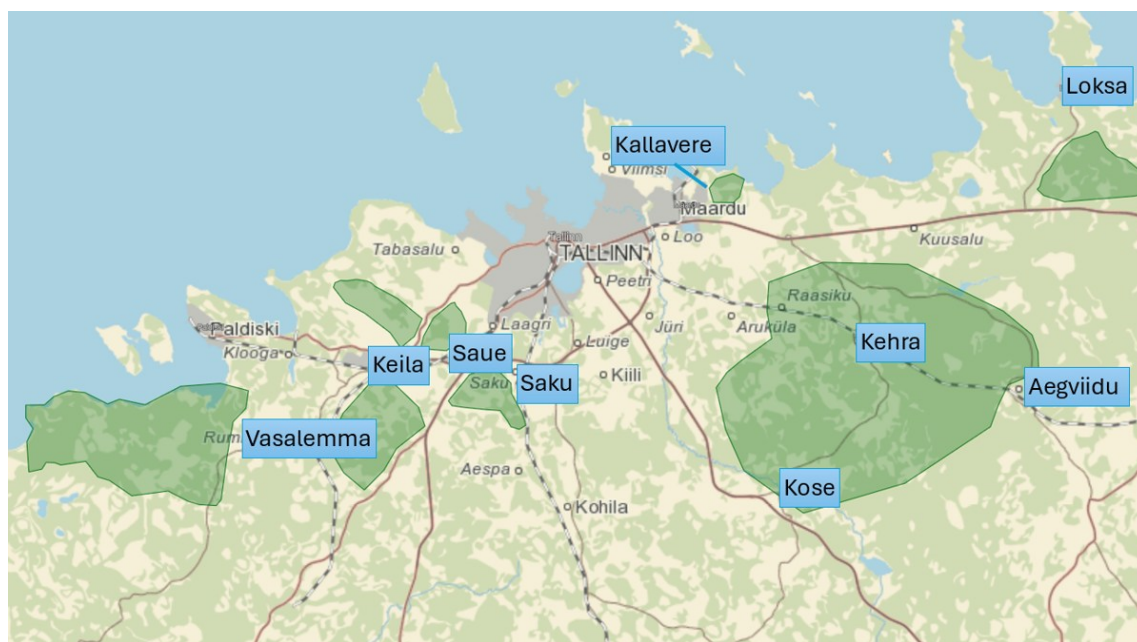 Loksa
Kallavere
Viimsi
Maardu
Tallinn
TALLINN
Loo
Kuusalu
Tabasalu
Peetri
Raasiku
Paldiski
Laagri
Jüri
Aruküla
Klooga
Keila
Saue
Luige
Kehra
Saku
Saku
Kiili
Aegviidu
Vasalemma
Aespa
Kose
Kohila